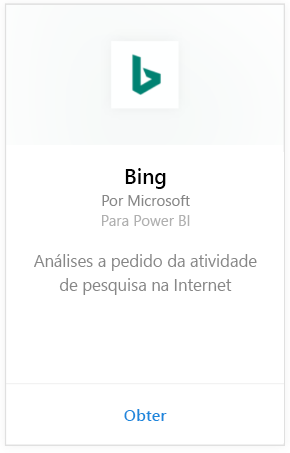 Bing
Por Microsoft
Para Power BI
Análises a pedido da atividade
de pesquisa na Internet
Obter